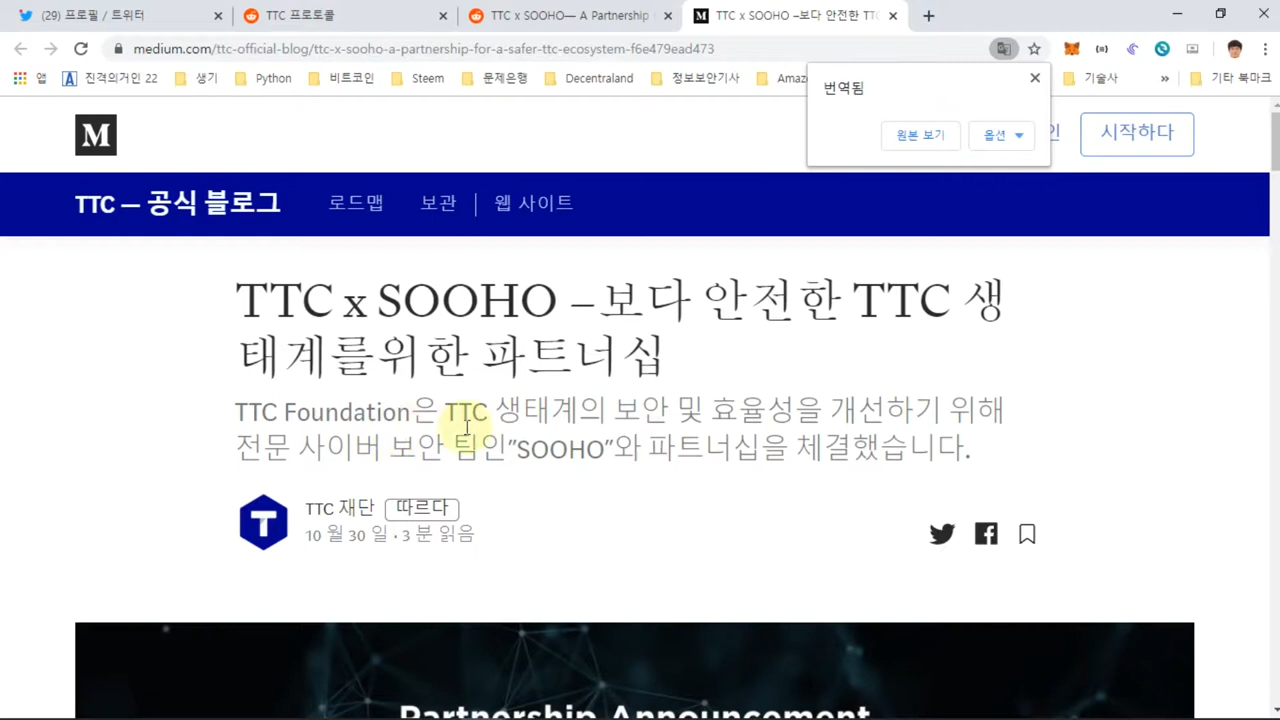 (29) 프로필 / 트위터
TTC 프로토콜
TTC x SOOHO— A Partnership
TTC x SOOHO –보다 안전한 TTC
medium.com/ttc-official-blog/ttc-x-sooho-a-partnership-for-a-safer-ttc-ecosystem-f6e479ead473
앱
진격의거인 22
생기
Python
비트코인
Steem
문제은행
Decentraland
정보보안기사
Amaz
기술사
»
기타 북마크
번역됨
원본 보기
옵션
M
인
시작하다
TTC — 공식 블로그
로드맵
보관
웹 사이트
TTC x SOOHO –보다 안전한 TTC 생
태계를위한 파트너십
TTC Foundation은 TTC 생태계의 보안 및 효율성을 개선하기 위해
전문 사이버 보안 팀인"SOOHO"와 파트너십을 체결했습니다.
TTC 재단 따르다
10 월 30 일 · 3 분 읽음
Partnership Announcement